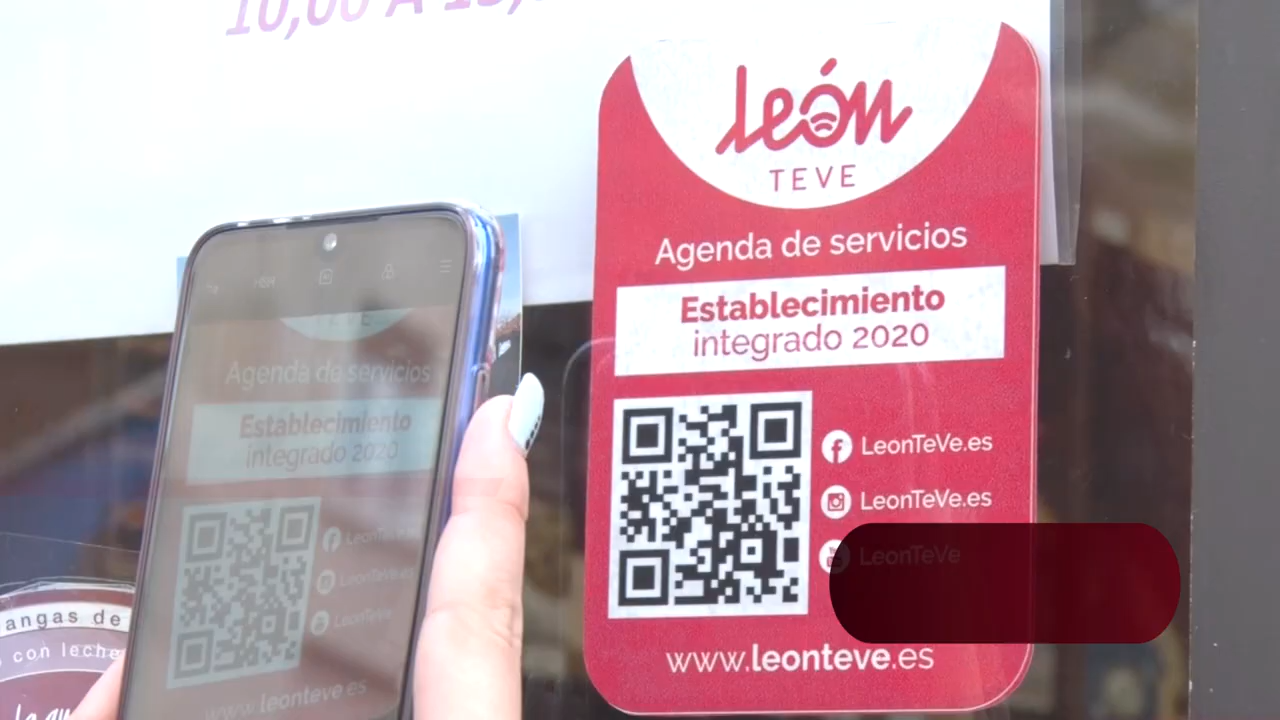 10,00 A
león
TEVE
Agenda de servicios
Establecimiento
integrado 2020
LeonTeVe.es
LeonTeVe.es
LeonTeVe
www.leonteve.es
TEVE
Agenda de servicios
Establecimiento
integrado 2020
LeonTeVe.es
LeonTeVe.es
LeonTeVe
www.leonteve.es
angas de
con leche